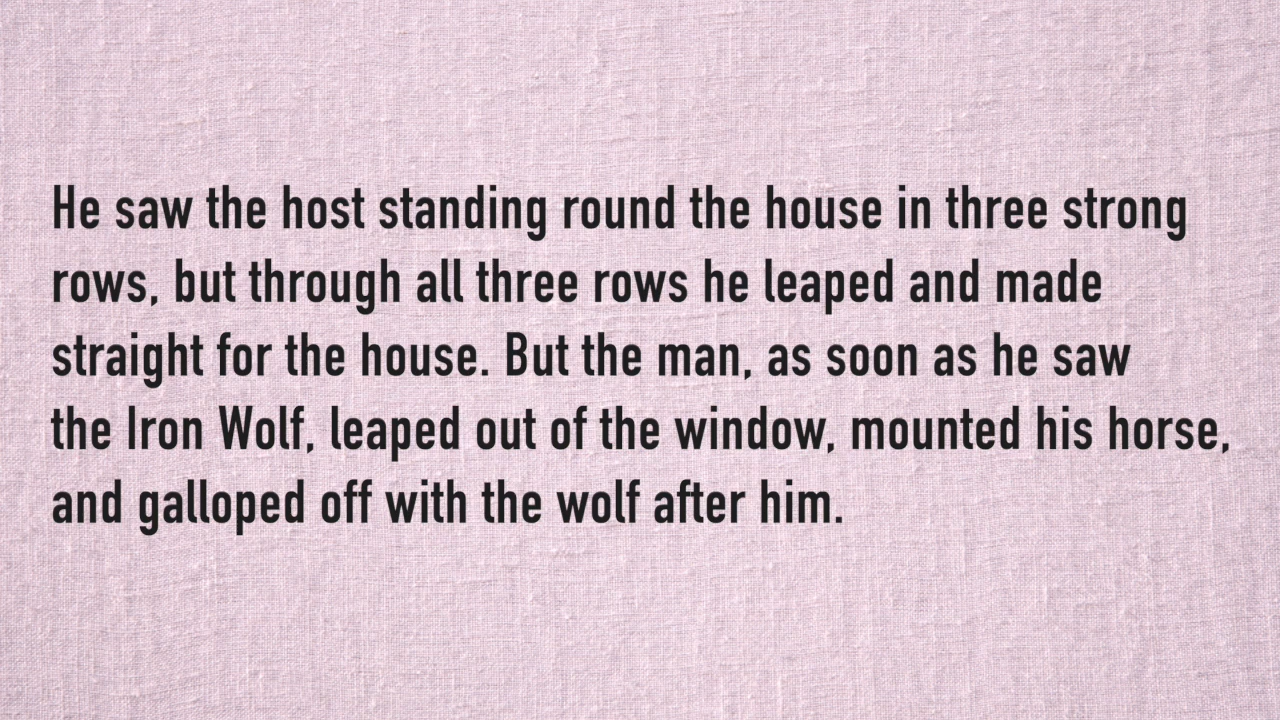 He saw the host standing round the house in three strong
rows, but through all three rows he leaped and made
straight for the house. But the man, as soon as he saw
the Iron Wolf, leaped out of the window, mounted his horse,
and galloped off with the wolf after him.